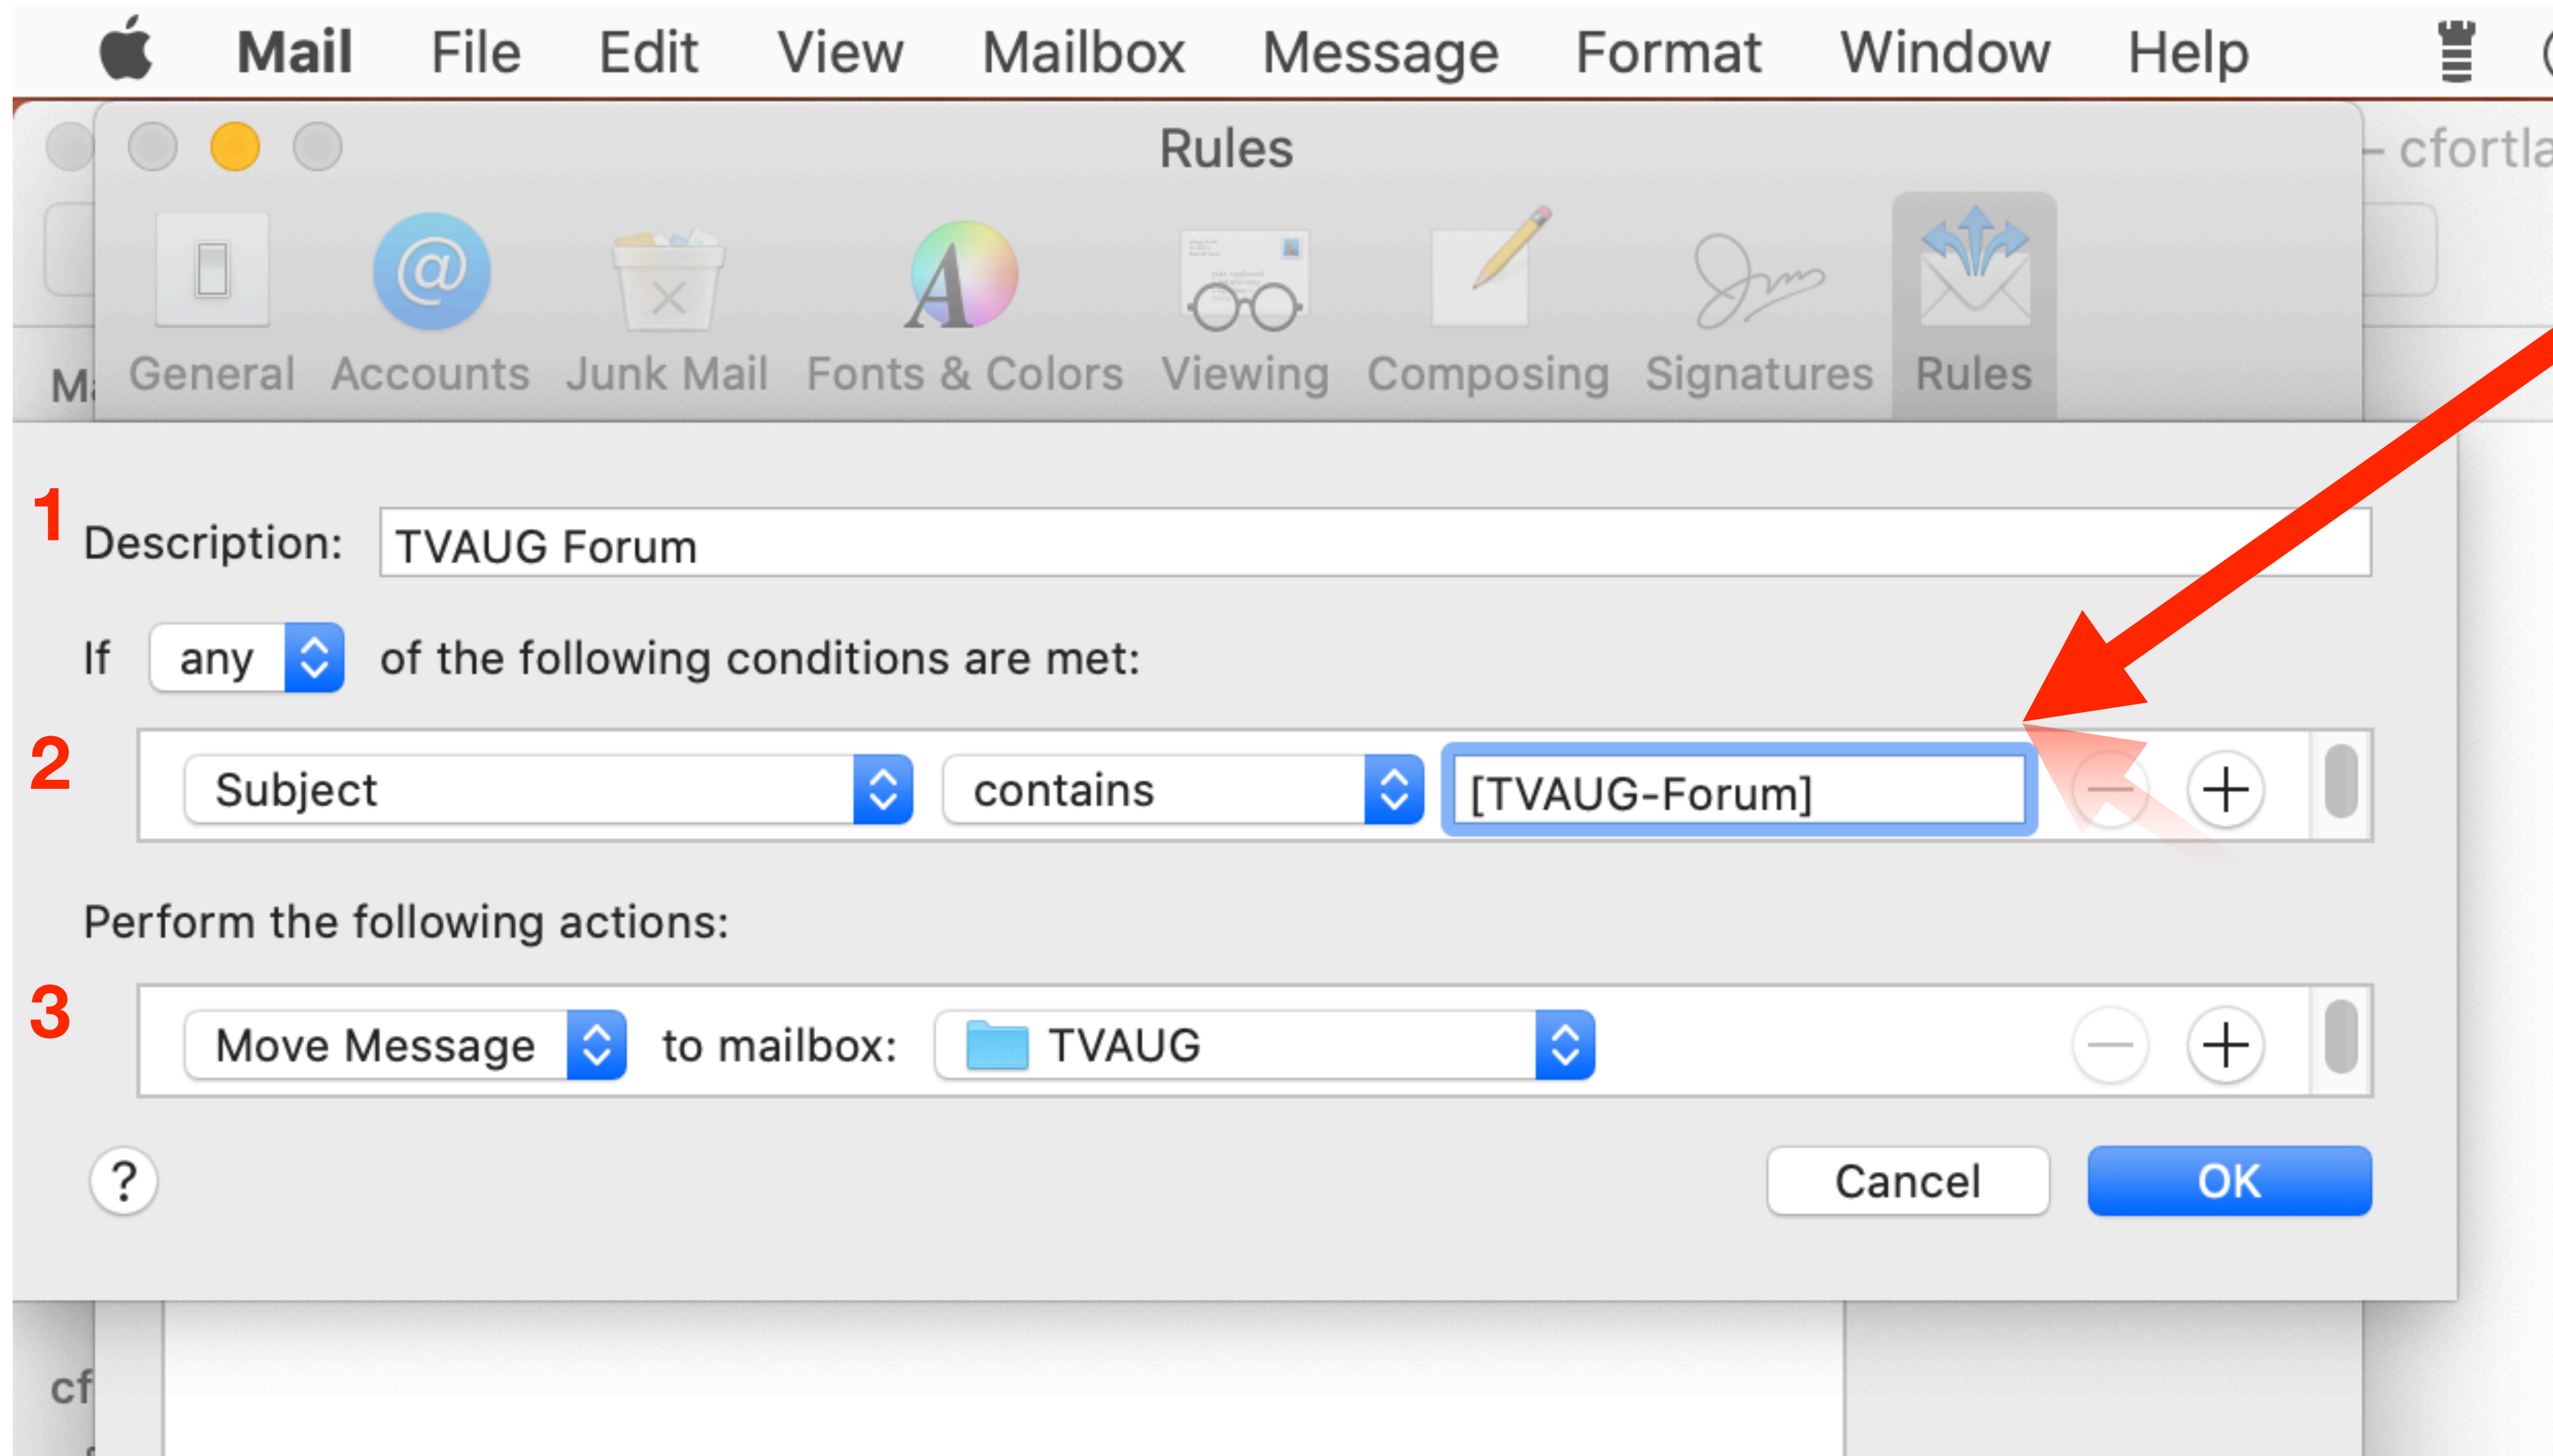 Mail File Edit View Mailbox Message Format Window Help
Rules
General Accounts Junk Mail Fonts & Colors Viewing Composing Signatures Rules
1
Description: TVAUG Forum
If any of the following conditions are met:
2
Subject contains [TVAUG-Forum]
Perform the following actions:
3
Move Message to mailbox: TVAUG
? Cancel OK